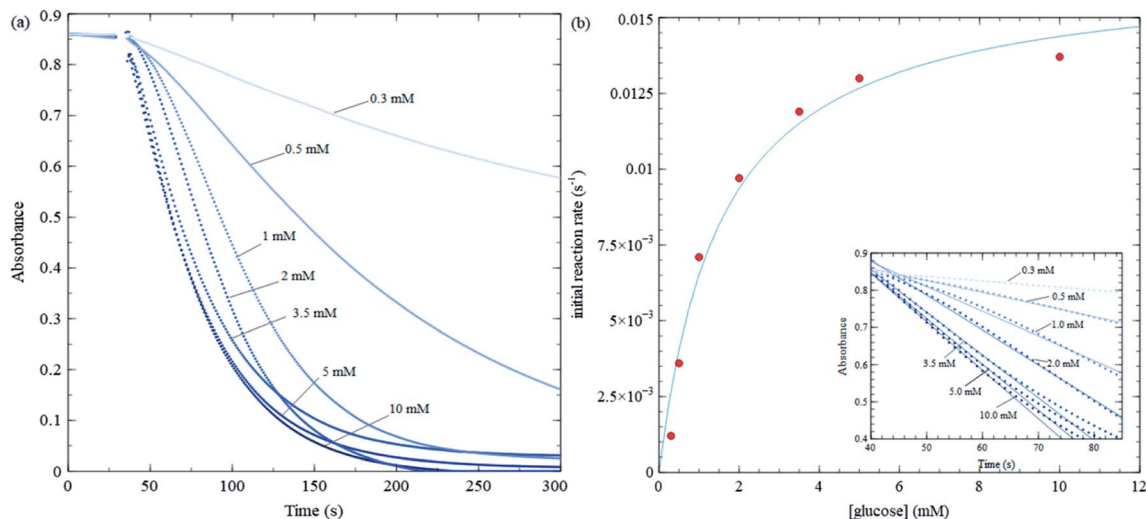 (a)
0.9
0.8
0.7
0.6
0.5
0.4
0.3
0.2
0.1
0
Absorbance
0.3 mM
0.5 mM
1 mM
2 mM
3.5 mM
5 mM
10 mM
0
50
100
150
200
250
300
Time (s)
(b)
0.015
0.0125
0.01
7.5×10⁻³
5×10⁻³
2.5×10⁻³
0
initial reaction rate (s⁻¹)
0
2
4
6
8
10
12
[glucose] (mM)
0.9
0.8
0.7
0.6
0.5
0.4
Absorbance
0.3 mM
0.5 mM
1.0 mM
2.0 mM
3.5 mM
5.0 mM
10.0 mM
40
50
60
70
80
Time (s)